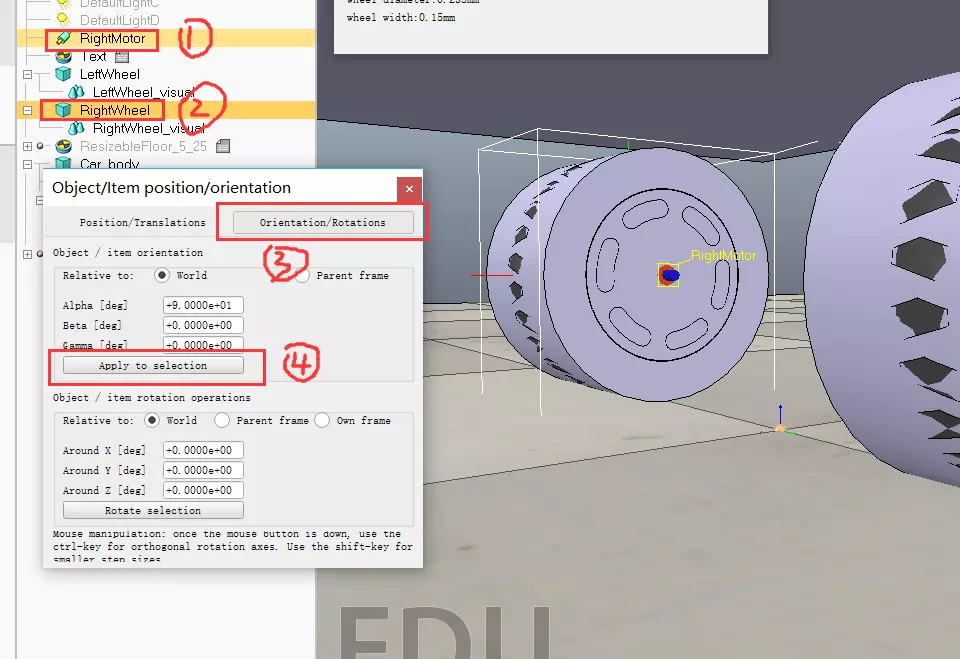 DefaultLightC
DefaultLightD
RightMotor
Text
LeftWheel
LeftWheel_visual
RightWheel
RightWheel_visual
ResizableFloor_5_25
Car_body
1
2
wheel width:0.15mm
Object/Item position/orientation
Position/Translations
Orientation/Rotations
3
Object / item orientation
Relative to:
World
Parent frame
Alpha [deg]
+9.0000e+01
Beta [deg]
+0.0000e+00
Gamma [deg]
+0.0000e+00
Apply to selection
4
Object / item rotation operations
Relative to:
World
Parent frame
Own frame
Around X [deg]
+0.0000e+00
Around Y [deg]
+0.0000e+00
Around Z [deg]
+0.0000e+00
Rotate selection
Mouse manipulation: once the mouse button is down, use the
ctrl-key for orthogonal rotation axes. Use the shift-key for
smaller step sizes
RightMotor
EDU